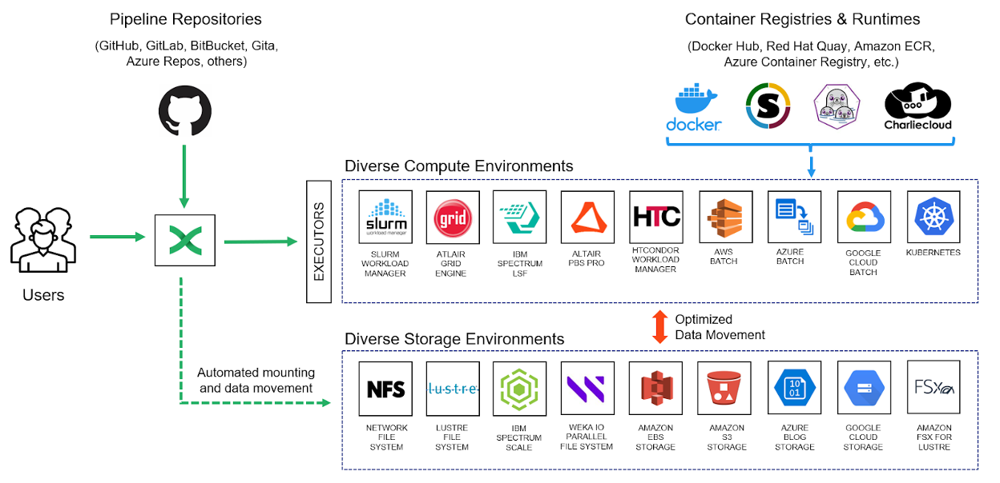 Pipeline Repositories
(GitHub, GitLab, BitBucket, Gita,
Azure Repos, others)
Container Registries & Runtimes
(Docker Hub, Red Hat Quay, Amazon ECR,
Azure Container Registry, etc.)
docker
S
Charliecloud
Users
Diverse Compute Environments
EXECUTORS
slurm
workload manager
grid
HTC
SLURM
WORKLOAD
MANAGER
ATLAIR
GRID
ENGINE
IBM
SPECTRUM
LSF
ALTAIR
PBS PRO
HTCONDOR
WORKLOAD
MANAGER
AWS
BATCH
AZURE
BATCH
GOOGLE
CLOUD
BATCH
KUBERNETES
Optimized
Data Movement
Automated mounting
and data movement
Diverse Storage Environments
NFS
lustre
10
01
FSx
NETWORK
FILE
SYSTEM
LUSTRE
FILE
SYSTEM
IBM
SPECTRUM
SCALE
WEKA IO
PARALLEL
FILE SYSTEM
AMAZON
EBS
STORAGE
AMAZON
S3
STORAGE
AZURE
BLOG
STORAGE
GOOGLE
CLOUD
STORAGE
AMAZON
FSX FOR
LUSTRE